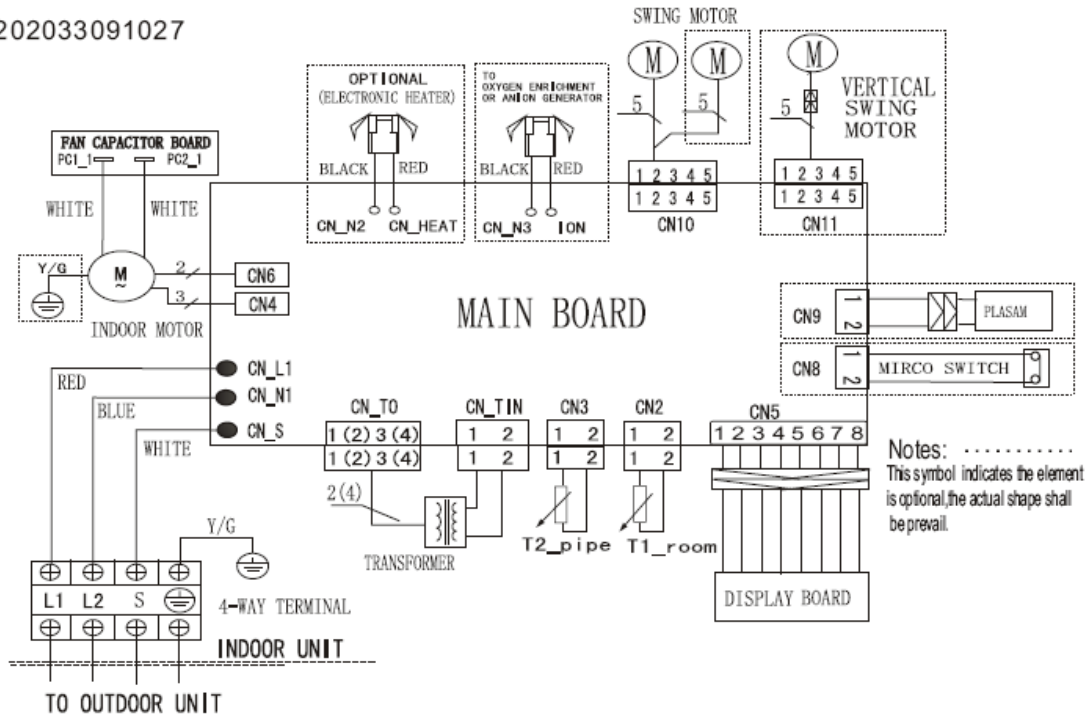 202033091027
SWING MOTOR
M
M
5
5
M
5
VERTICAL
SWING
MOTOR
OPTIONAL
(ELECTRONIC HEATER)
BLACK
RED
CN_N2
CN_HEAT
TO
OXYGEN ENRICHMENT
OR ANION GENERATOR
BLACK
RED
CN_N3
ION
1 2 3 4 5
1 2 3 4 5
CN10
1 2 3 4 5
1 2 3 4 5
CN11
FAN CAPACITOR BOARD
PC1_1
PC2_1
WHITE
WHITE
Y/G
M
~
2
CN6
3
CN4
INDOOR MOTOR
MAIN BOARD
CN9
1
2
PLASAM
CN8
1
2
MIRCO SWITCH
RED
CN_L1
BLUE
CN_N1
WHITE
CN_S
CN_TO
1 (2) 3 (4)
1 (2) 3 (4)
2(4)
CN_TIN
1 2
1 2
TRANSFORMER
CN3
1 2
1 2
T2_pipe
CN2
1 2
1 2
T1_room
CN5
1 2 3 4 5 6 7 8
DISPLAY BOARD
Notes:
This symbol indicates the element
is optional,the actual shape shall
be prevail.
Y/G
L1 L2 S
4-WAY TERMINAL
INDOOR UNIT
TO OUTDOOR UNIT